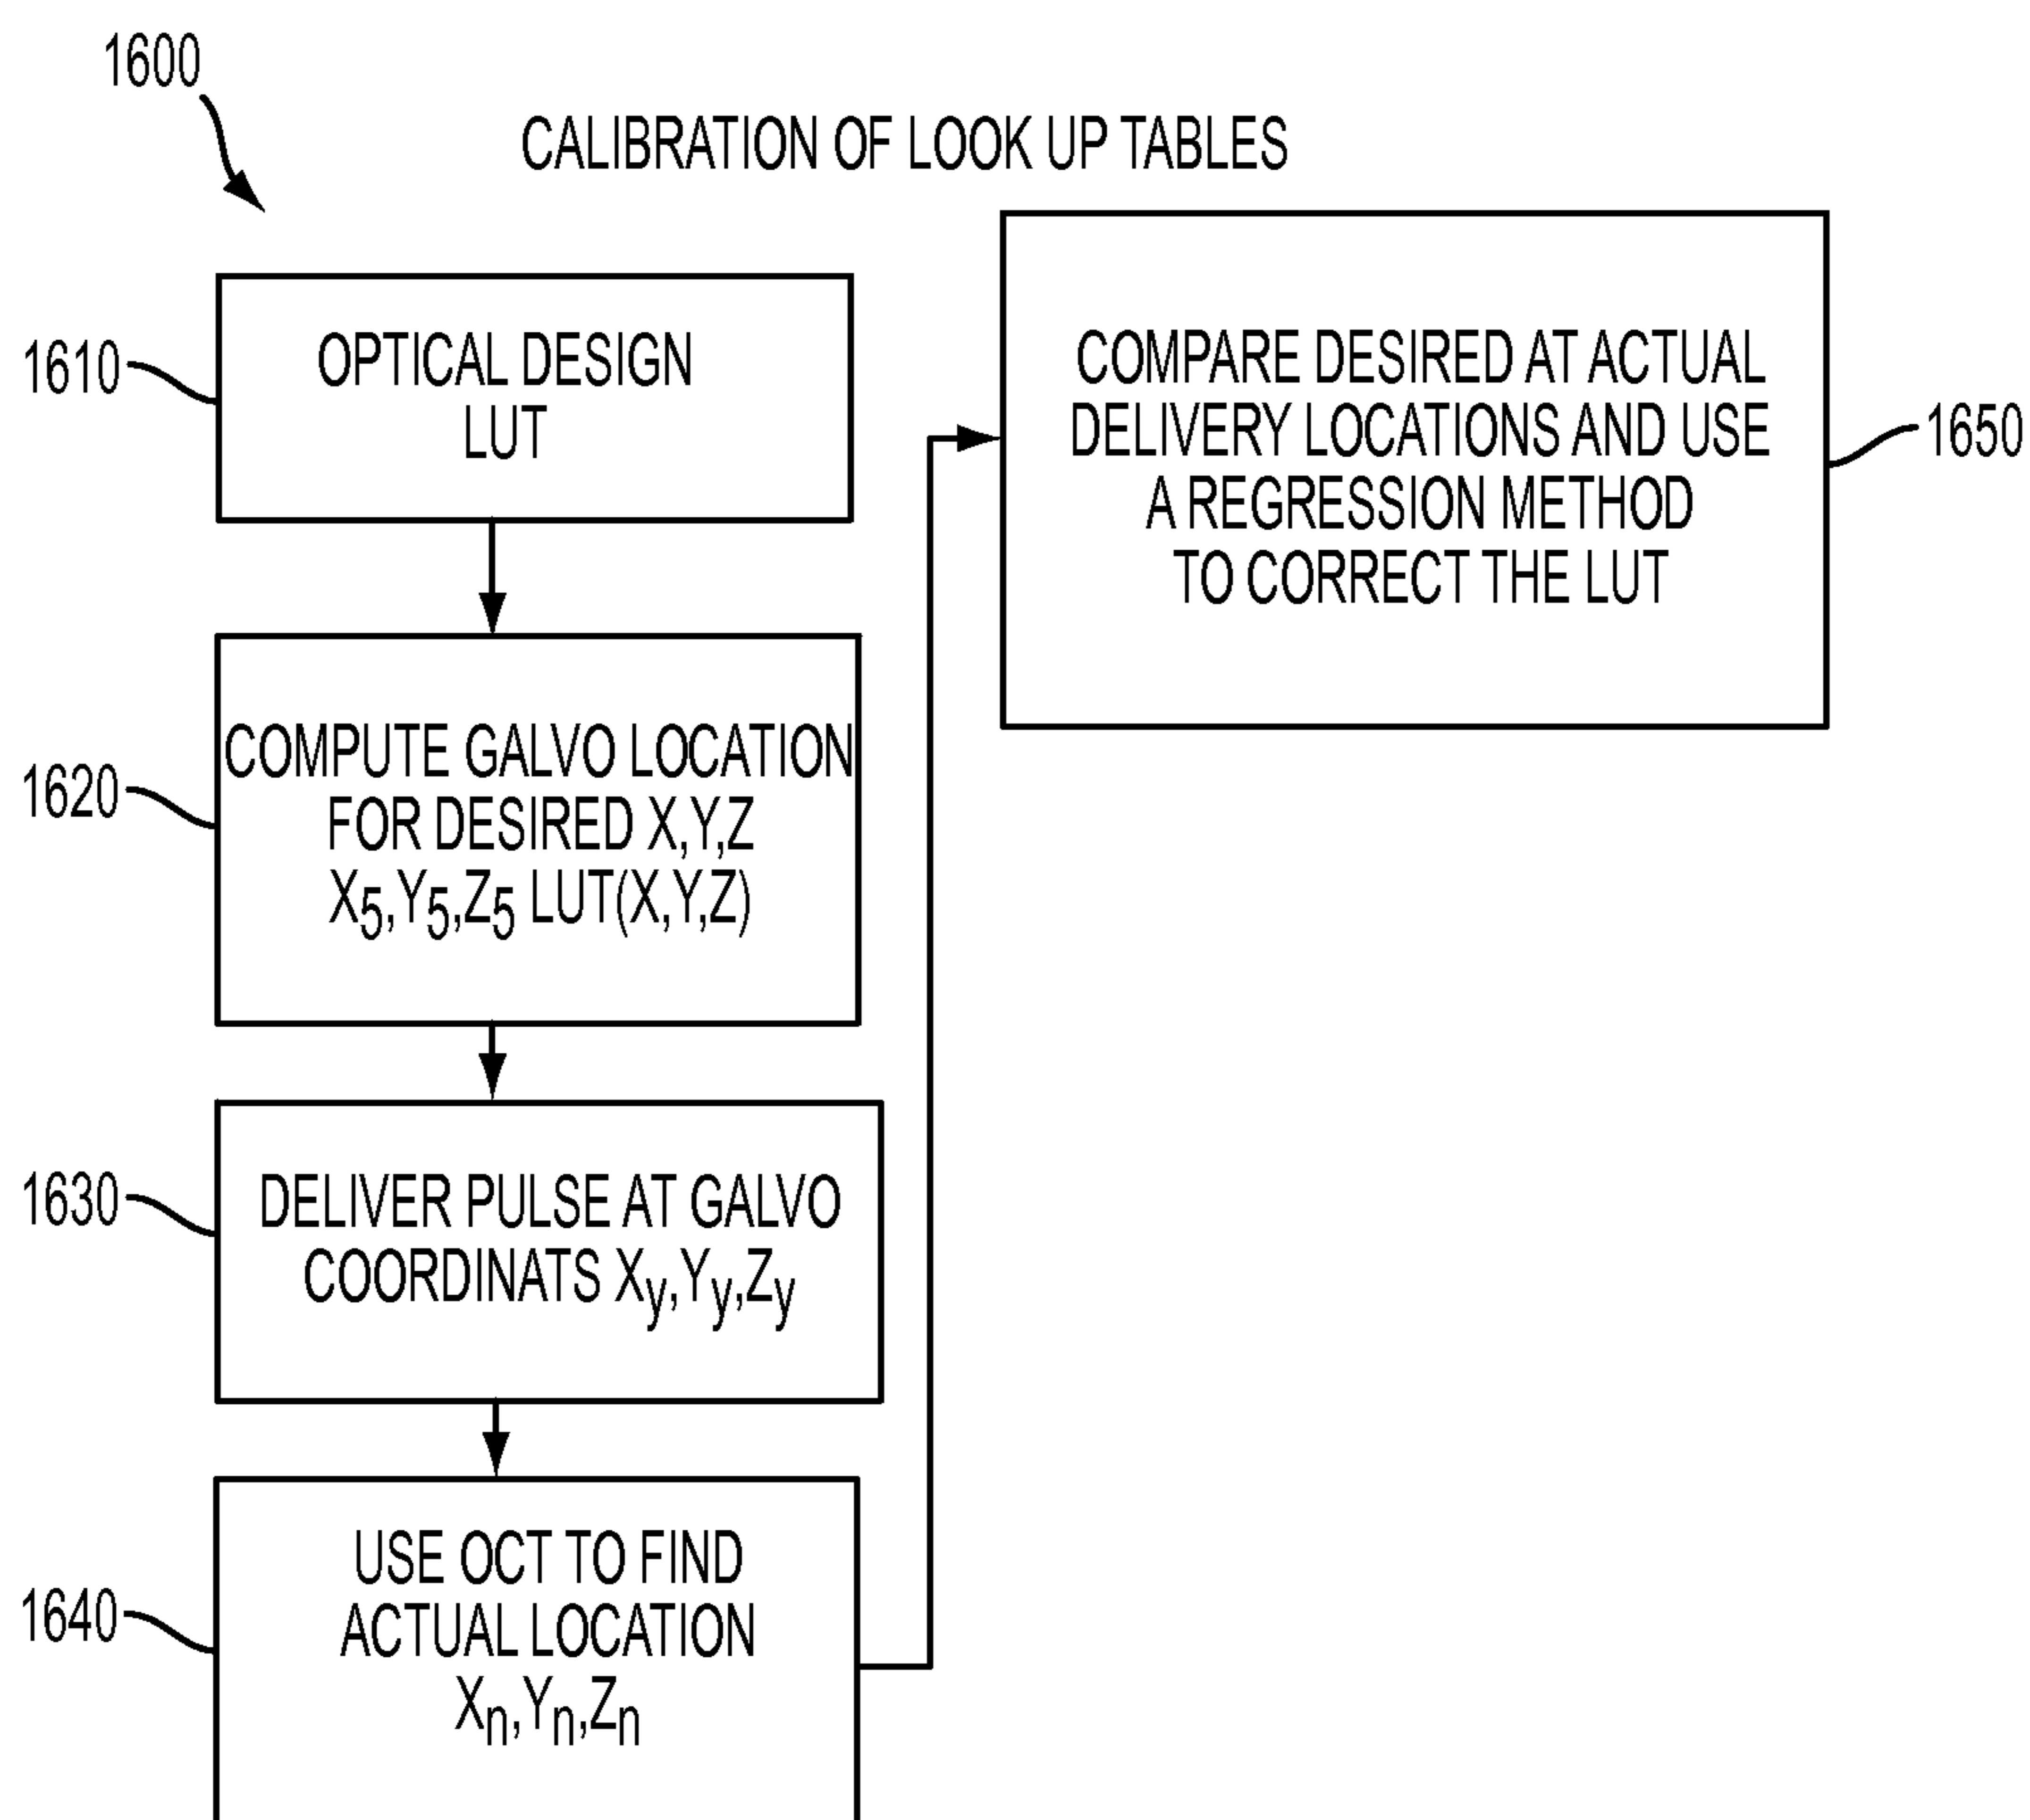 1600
CALIBRATION OF LOOK UP TABLES
1610
OPTICAL DESIGN
LUT
1620
COMPUTE GALVO LOCATION
FOR DESIRED X,Y,Z
X5,Y5,Z5 LUT(X,Y,Z)
1630
DELIVER PULSE AT GALVO
COORDINATS Xy,Yy,Zy
1640
USE OCT TO FIND
ACTUAL LOCATION
Xn,Yn,Zn
COMPARE DESIRED AT ACTUAL
DELIVERY LOCATIONS AND USE
A REGRESSION METHOD
TO CORRECT THE LUT
1650